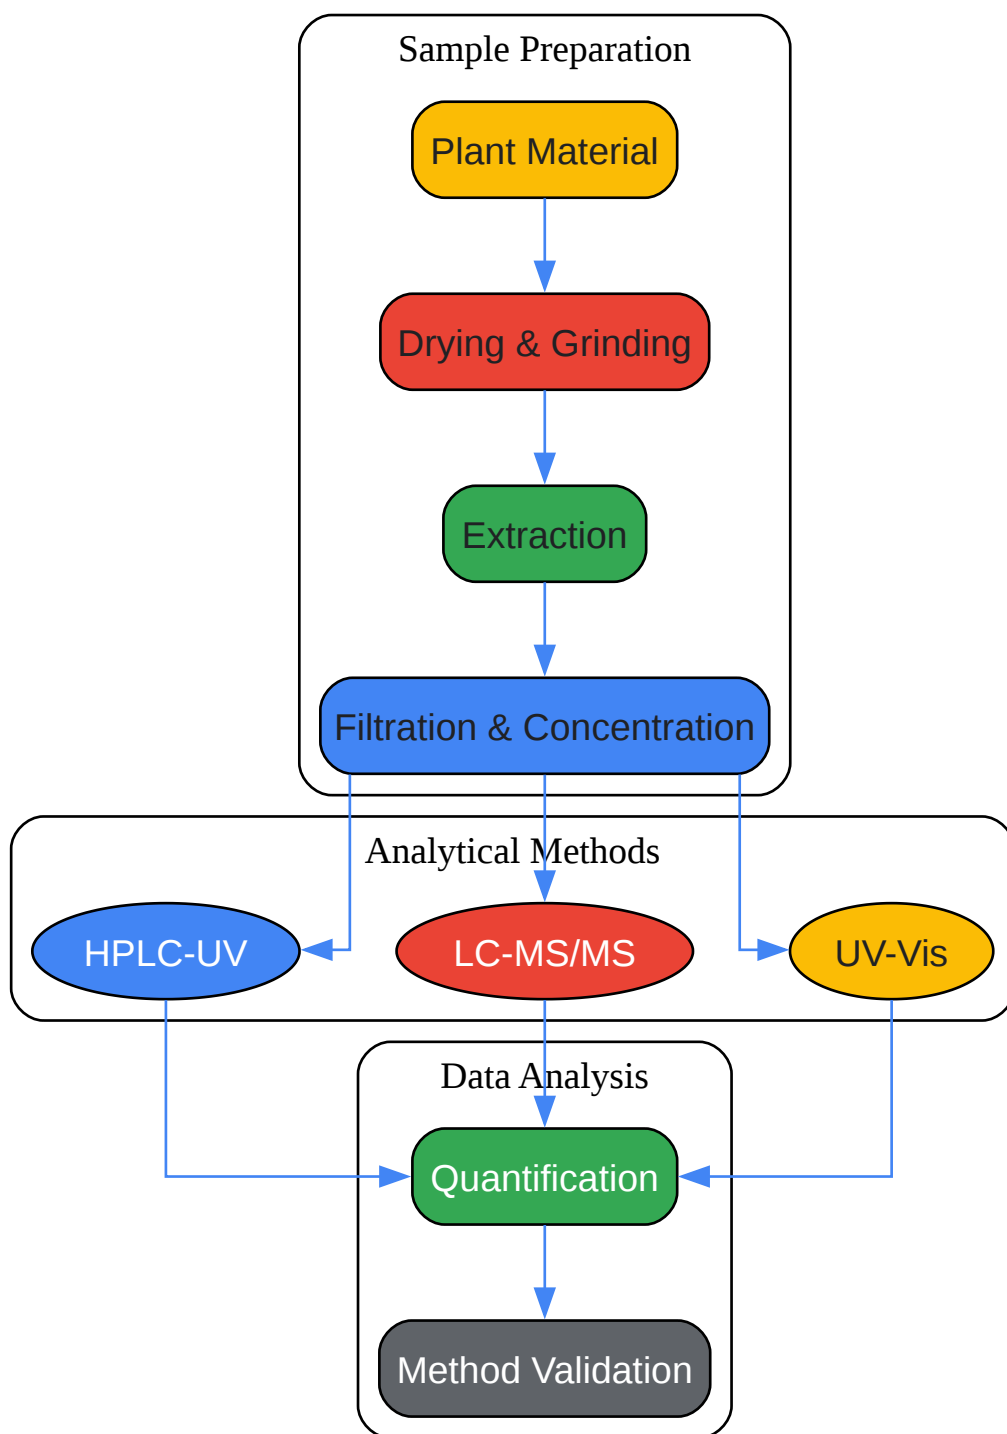 Sample Preparation
Plant Material
Drying & Grinding
Extraction
Filtration & Concentration
Analytical Methods
HPLC-UV
LC-MS/MS
UV-Vis
Data Analysis
Quantification
Method Validation